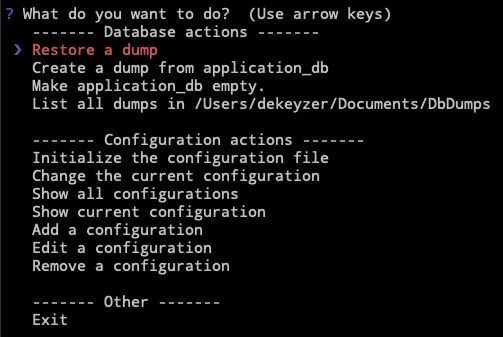 ? What do you want to do?  (Use arrow keys)
------- Database actions -------
❯ Restore a dump
Create a dump from application_db
Make application_db empty.
List all dumps in /Users/dekeyzer/Documents/DbDumps
------- Configuration actions -------
Initialize the configuration file
Change the current configuration
Show all configurations
Show current configuration
Add a configuration
Edit a configuration
Remove a configuration
------- Other -------
Exit